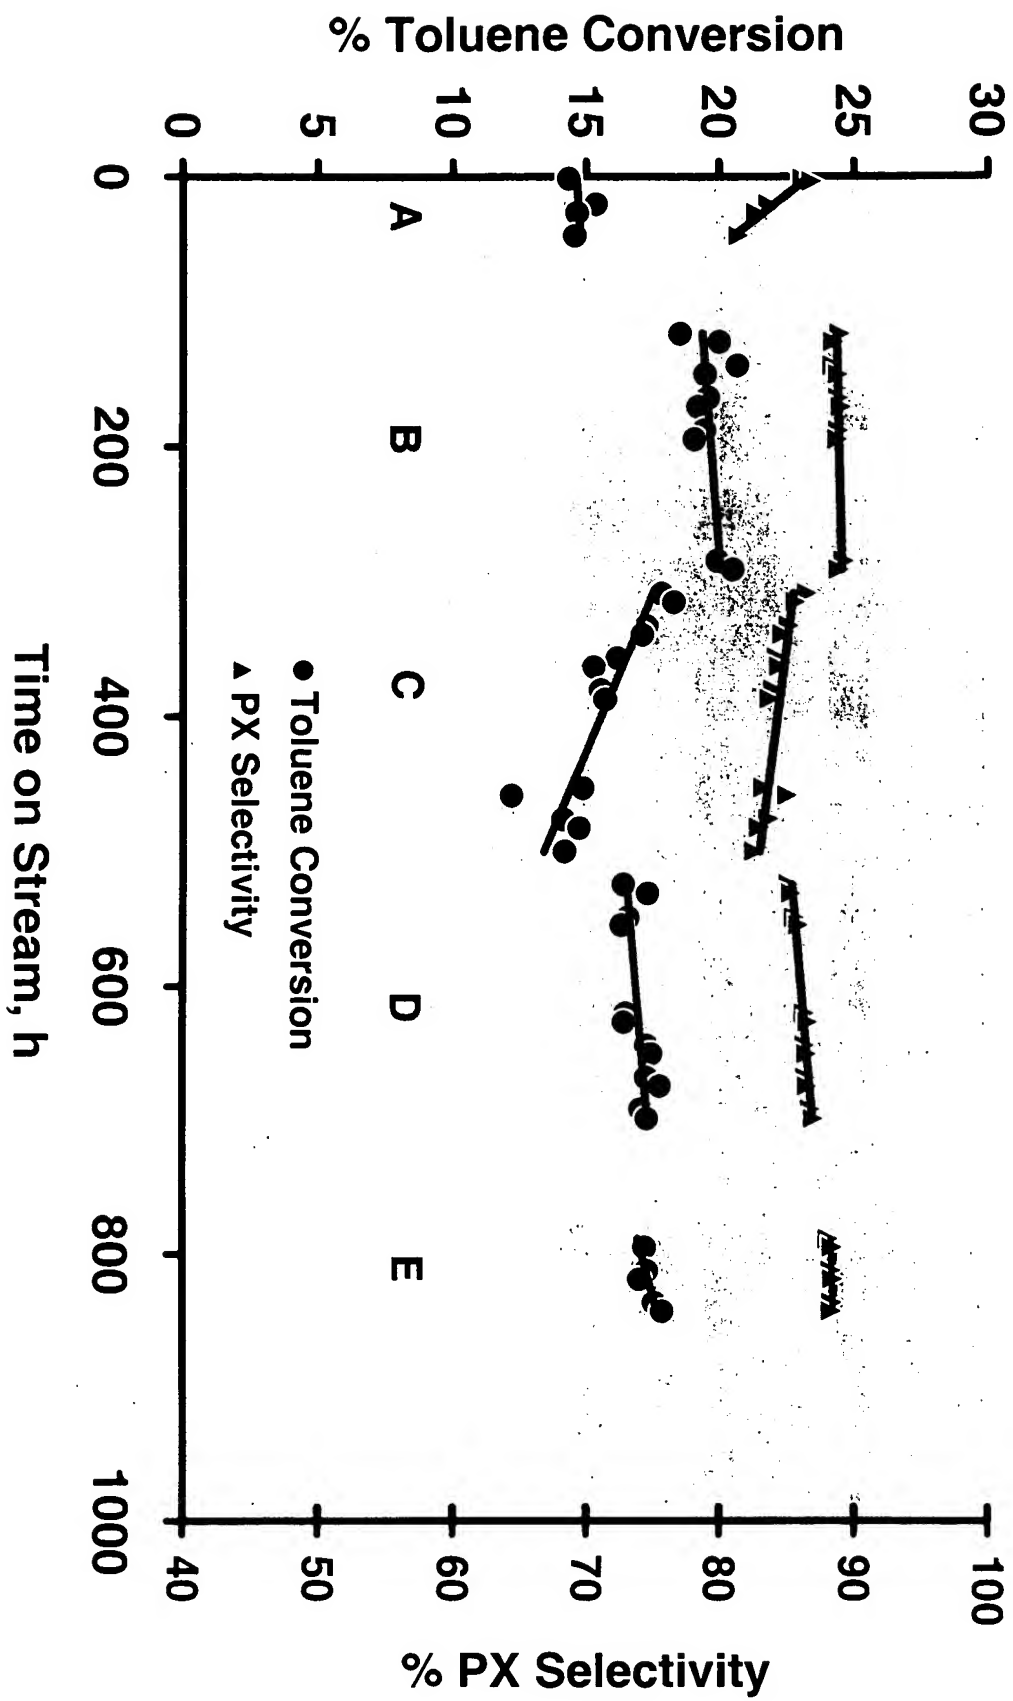 % Toluene Conversion
30
25
20
15
10
5
0
A
B
C
D
E
● Toluene Conversion
▲ PX Selectivity
100
90
80
70
60
50
40
% PX Selectivity
0 200 400 600 800 1000
Time on Stream, h